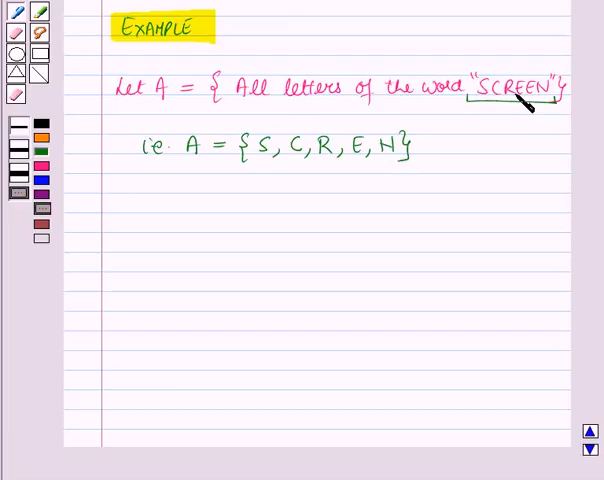 EXAMPLE
Let A = { All letters of the word "SCREEN"}
i.e. A = {S, C, R, E, N}